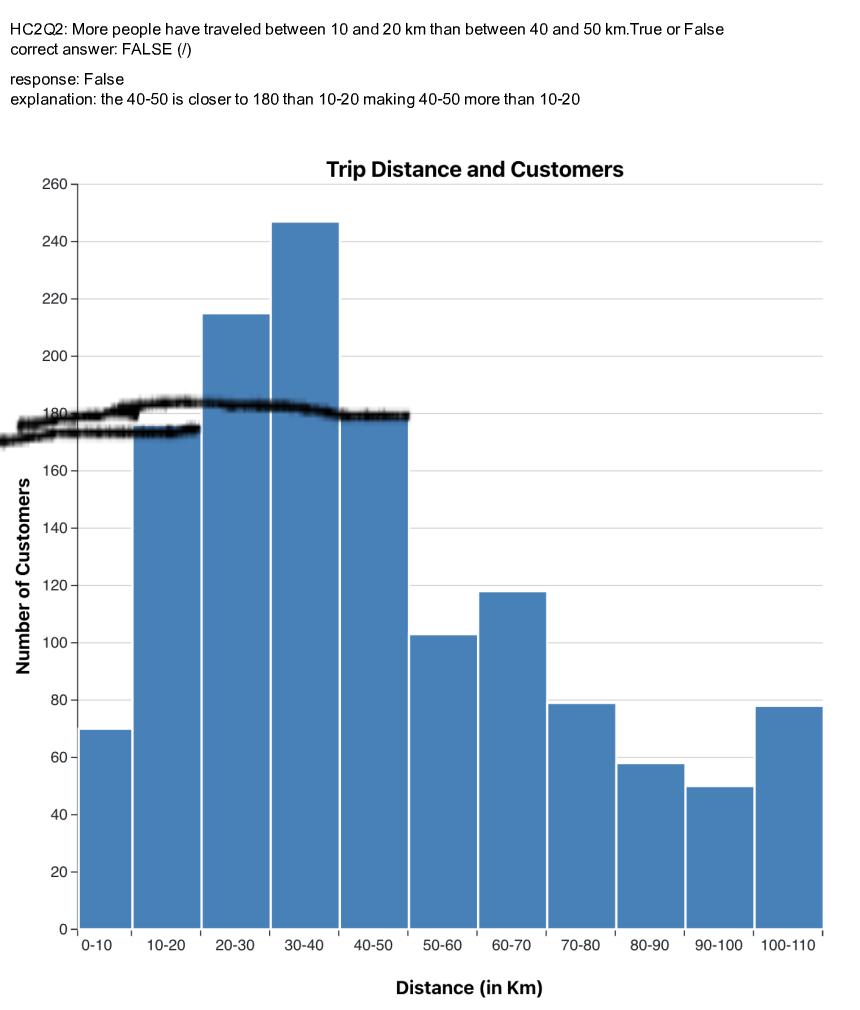 HC2Q2: More people have traveled between 10 and 20 km than between 40 and 50 km.True or False
correct answer: FALSE (/)
response: False
explanation: the 40-50 is closer to 180 than 10-20 making 40-50 more than 10-20
Trip Distance and Customers
260
240
220
200
180
160
140
120
100
80
60
40
20
0
Number of Customers
0-10 10-20 20-30 30-40 40-50 50-60 60-70 70-80 80-90 90-100 100-110
Distance (in Km)